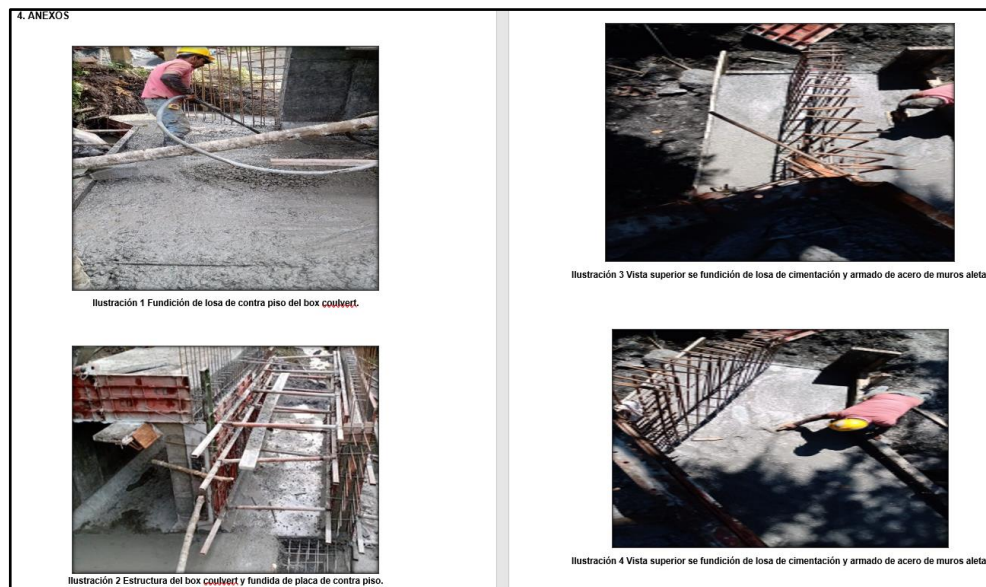 4. ANEXOS
Ilustración 1 Fundición de losa de contra piso del box coulvert.
Ilustración 2 Estructura del box coulvert y fundida de placa de contra piso.
Ilustración 3 Vista superior se fundición de losa de cimentación y armado de acero de muros aleta
Ilustración 4 Vista superior se fundición de losa de cimentación y armado de acero de muros aleta